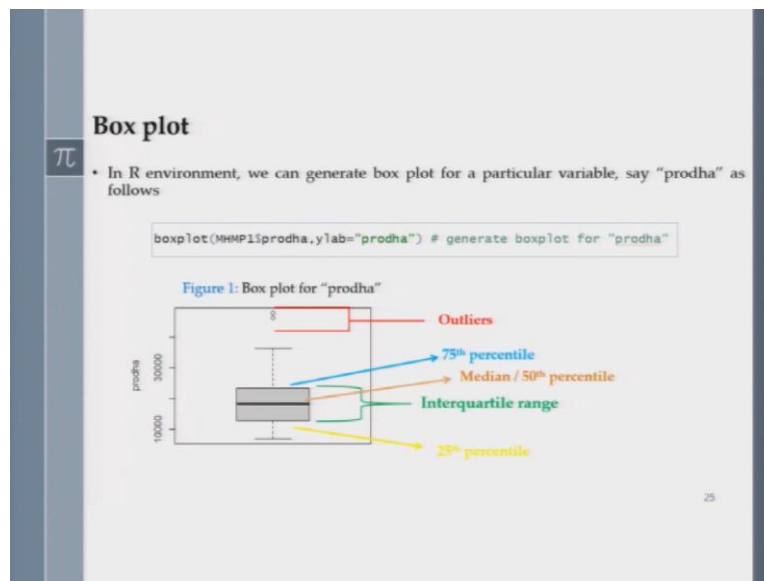 Box plot
π
• In R environment, we can generate box plot for a particular variable, say “prodha” as
follows
boxplot(MHMP1$prodha,ylab="prodha") # generate boxplot for "prodha"
Figure 1: Box plot for “prodha”
Outliers
75th percentile
Median / 50th percentile
Interquartile range
25th percentile
prodha
30000
10000
25